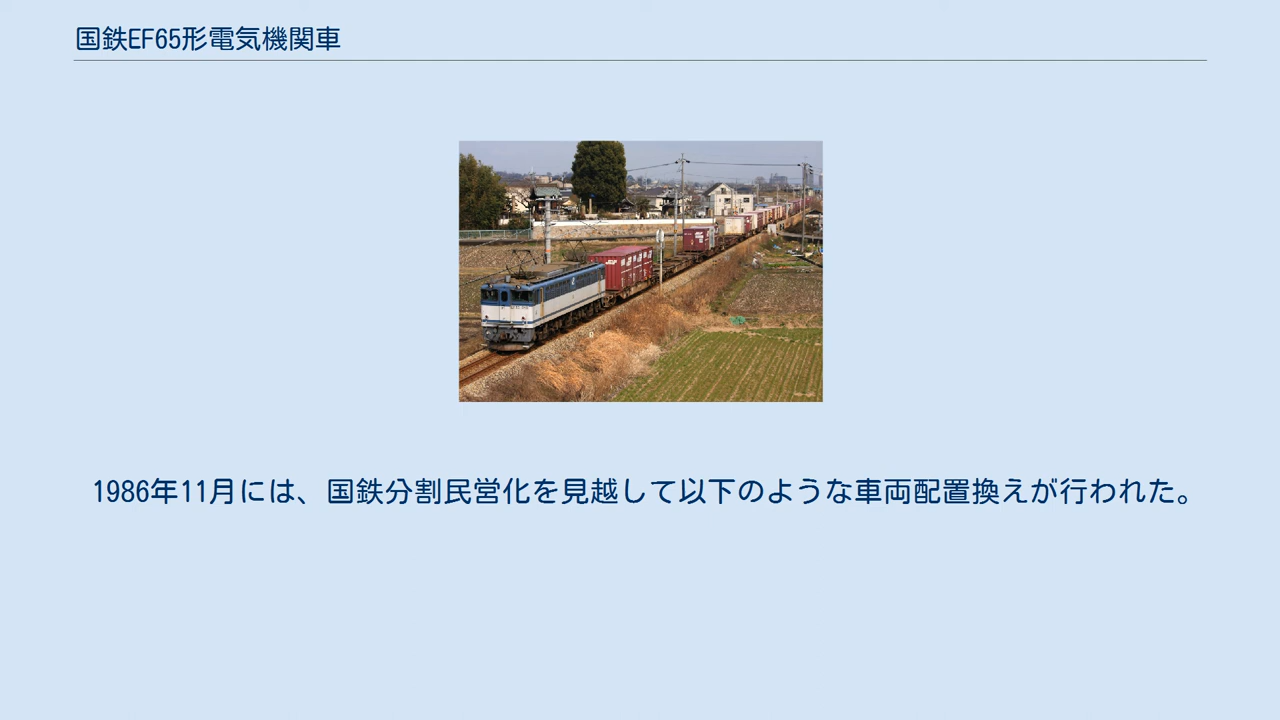 国鉄EF65形電気機関車
1986年11月には、国鉄分割民営化を見越して以下のような車両配置換えが行われた。